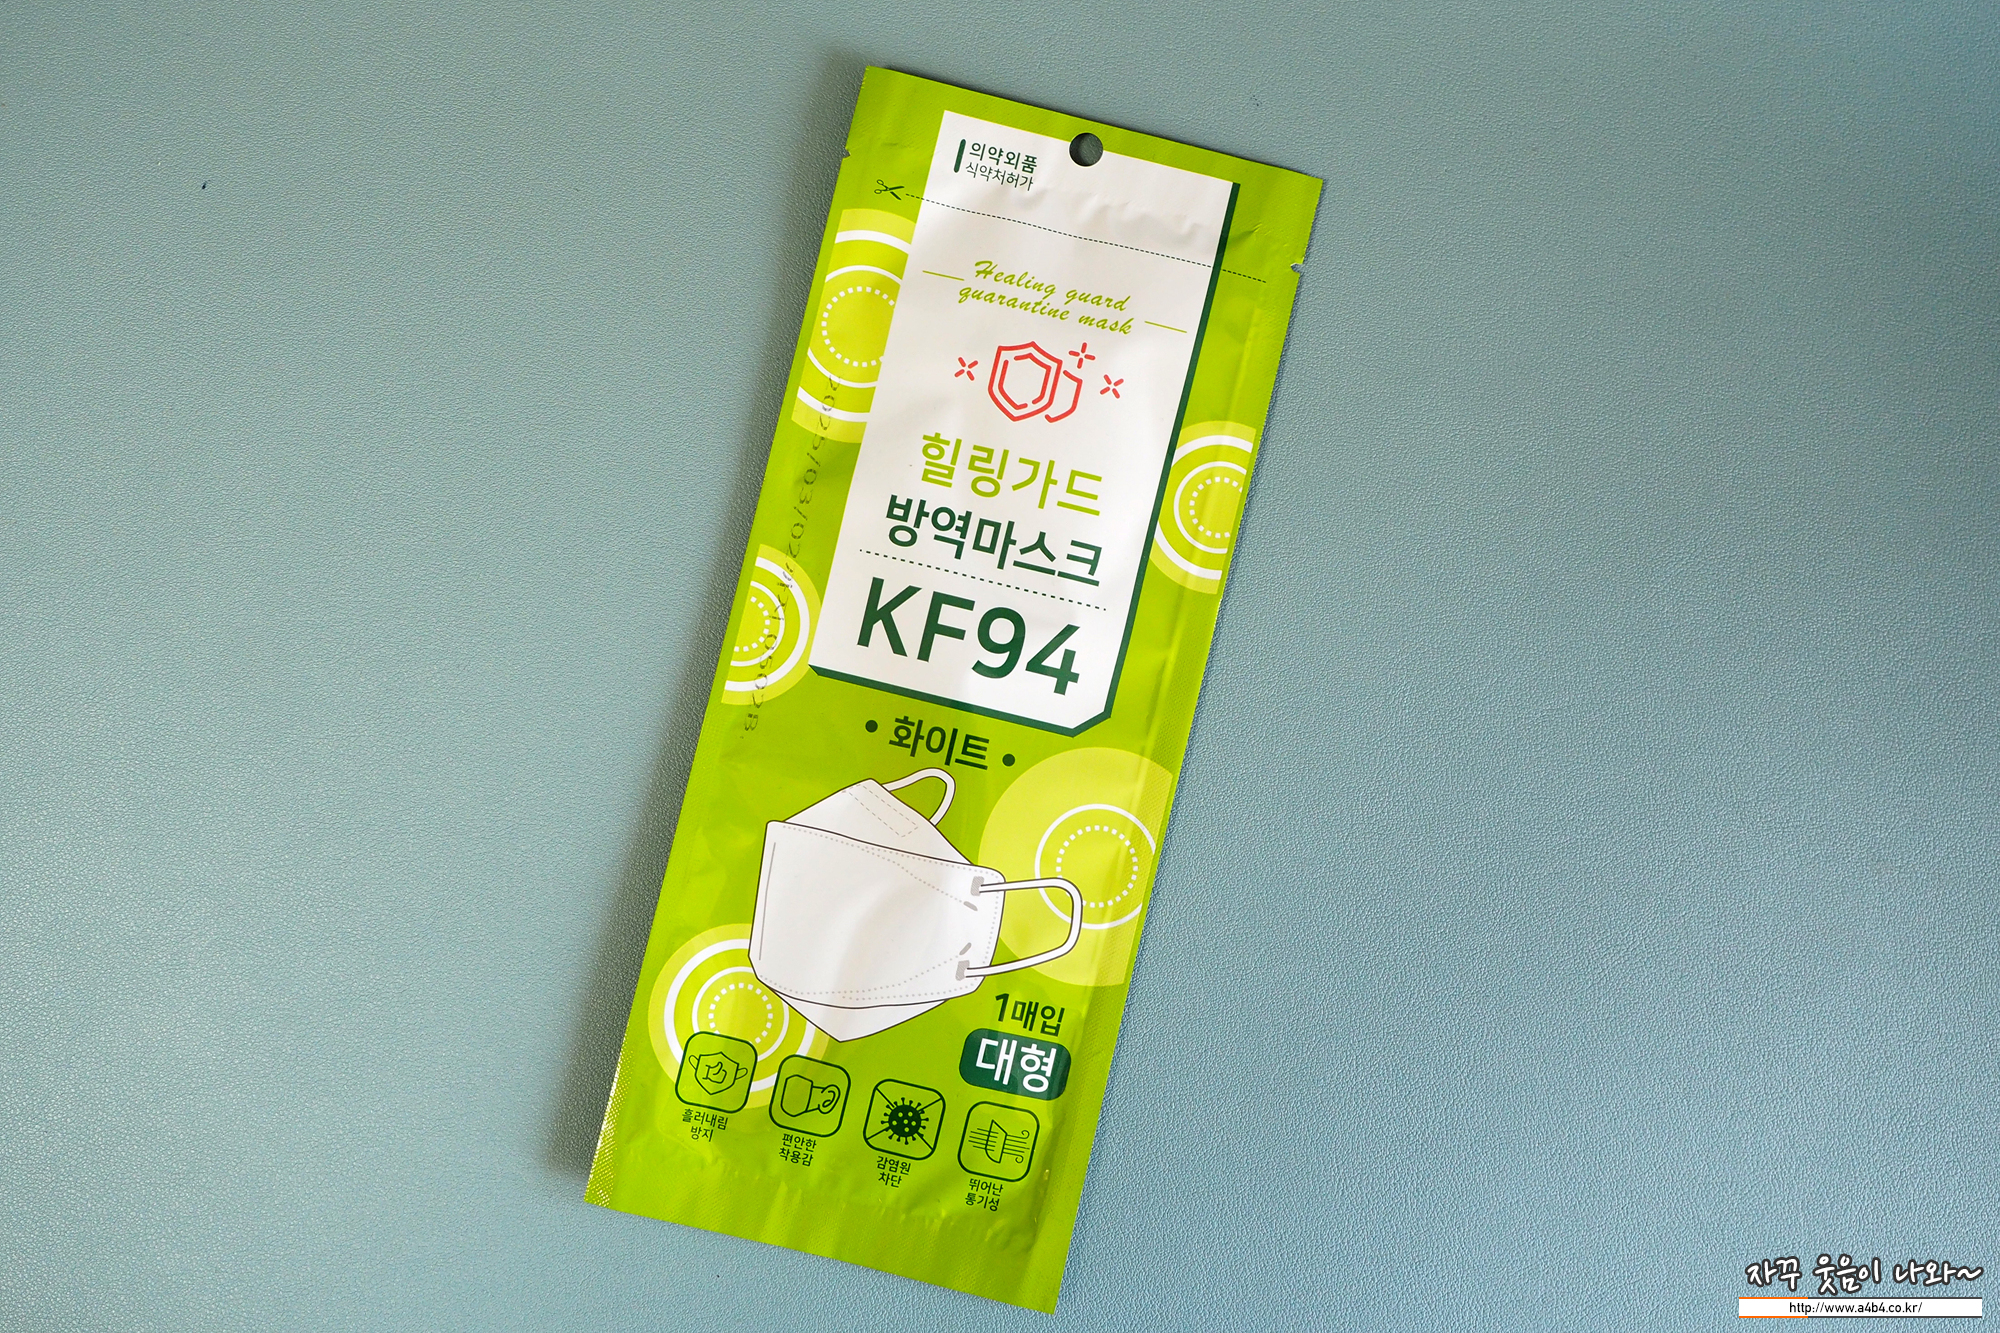 의약외품
식약처허가
Healing guard
quarantine mask
힐링가드
방역마스크
KF94
• 화이트 •
1매입
대형
흘러내림
방지
편안한
착용감
감염원
차단
뛰어난
통기성
자꾸 웃음이 나와~
http://www.a4b4.co.kr/